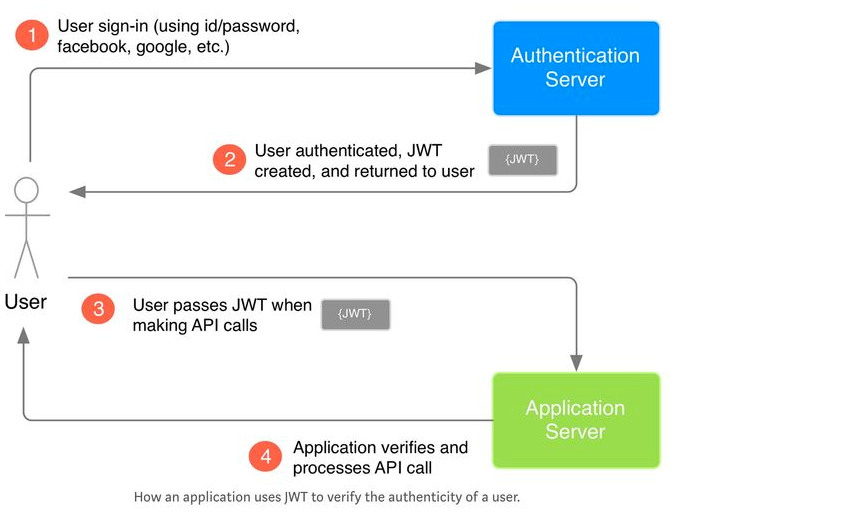 1
User sign-in (using id/password,
facebook, google, etc.)
Authentication
Server
2
User authenticated, JWT
created, and returned to user
{JWT}
User
3
User passes JWT when
making API calls
{JWT}
Application
Server
4
Application verifies and
processes API call
How an application uses JWT to verify the authenticity of a user.